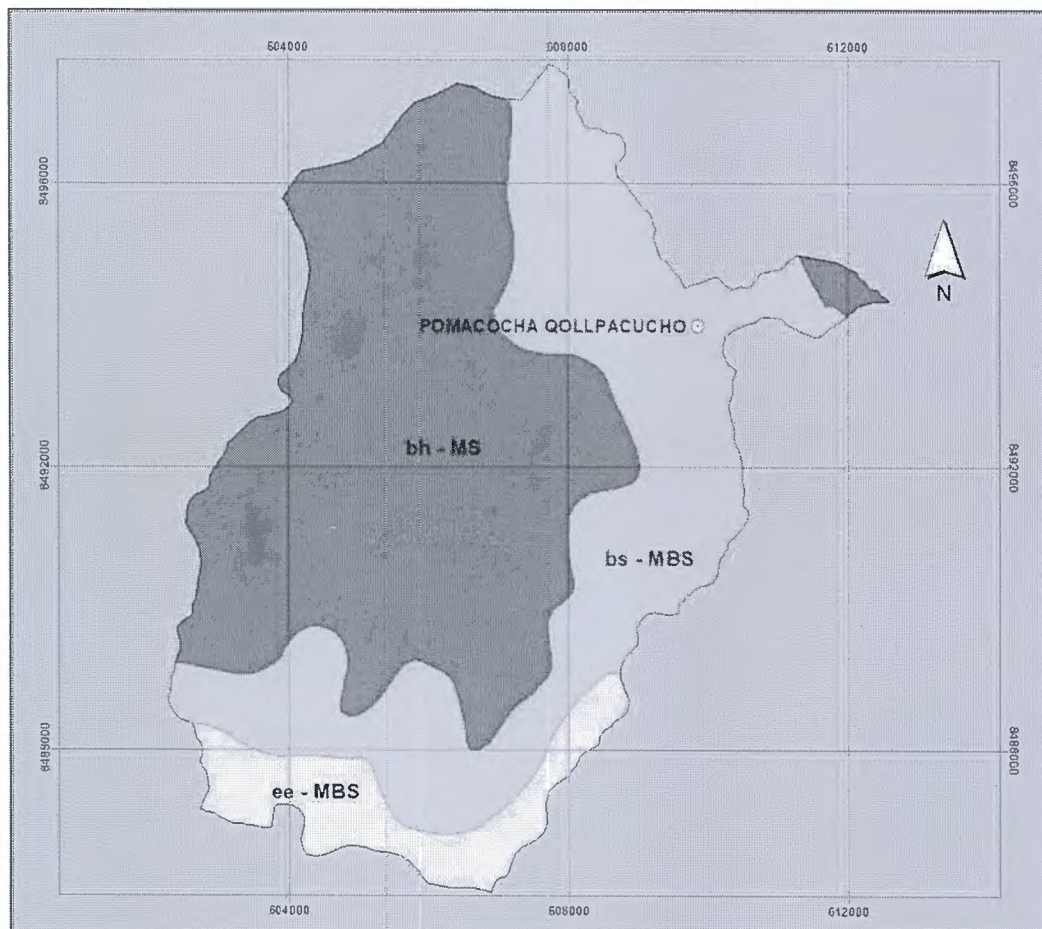 604000 608000 612000
8496000 8496000
N
POMACOCHA QOLLPACUCHO
bh - MS
8492000 8492000
bs - MBS
8488000 8488000
ee - MBS
604000 608000 612000